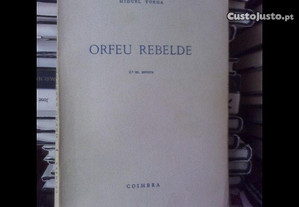 CustoJusto.pt
MIGUEL TORGA
ORFEU REBELDE
COIMBRA